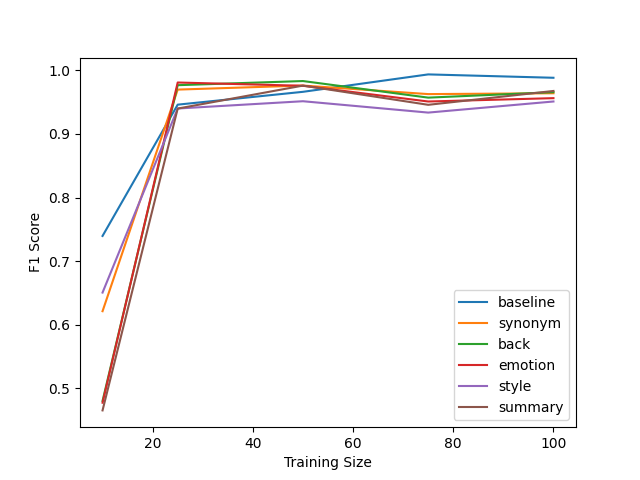 1.0
0.9
0.8
0.7
0.6
0.5
F1 Score
20
40
60
80
100
Training Size
baseline
synonym
back
emotion
style
summary